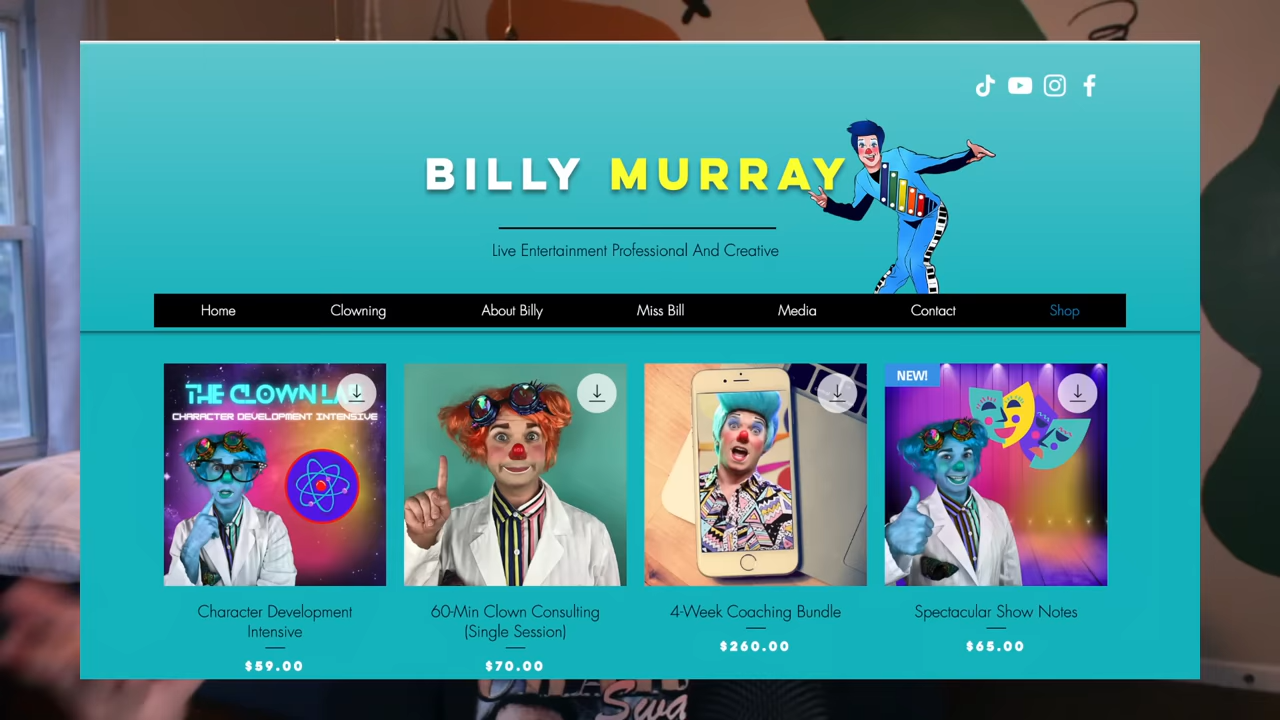 BILLY MURRAY
Live Entertainment Professional And Creative
Home Clowning About Billy Miss Bill Media Contact Shop
THE CLOWN LAB
CHARACTER DEVELOPMENT INTENSIVE
NEW!
Character Development
Intensive
$59.00
60-Min Clown Consulting
(Single Session)
$70.00
4-Week Coaching Bundle
$260.00
Spectacular Show Notes
$65.00
Swa